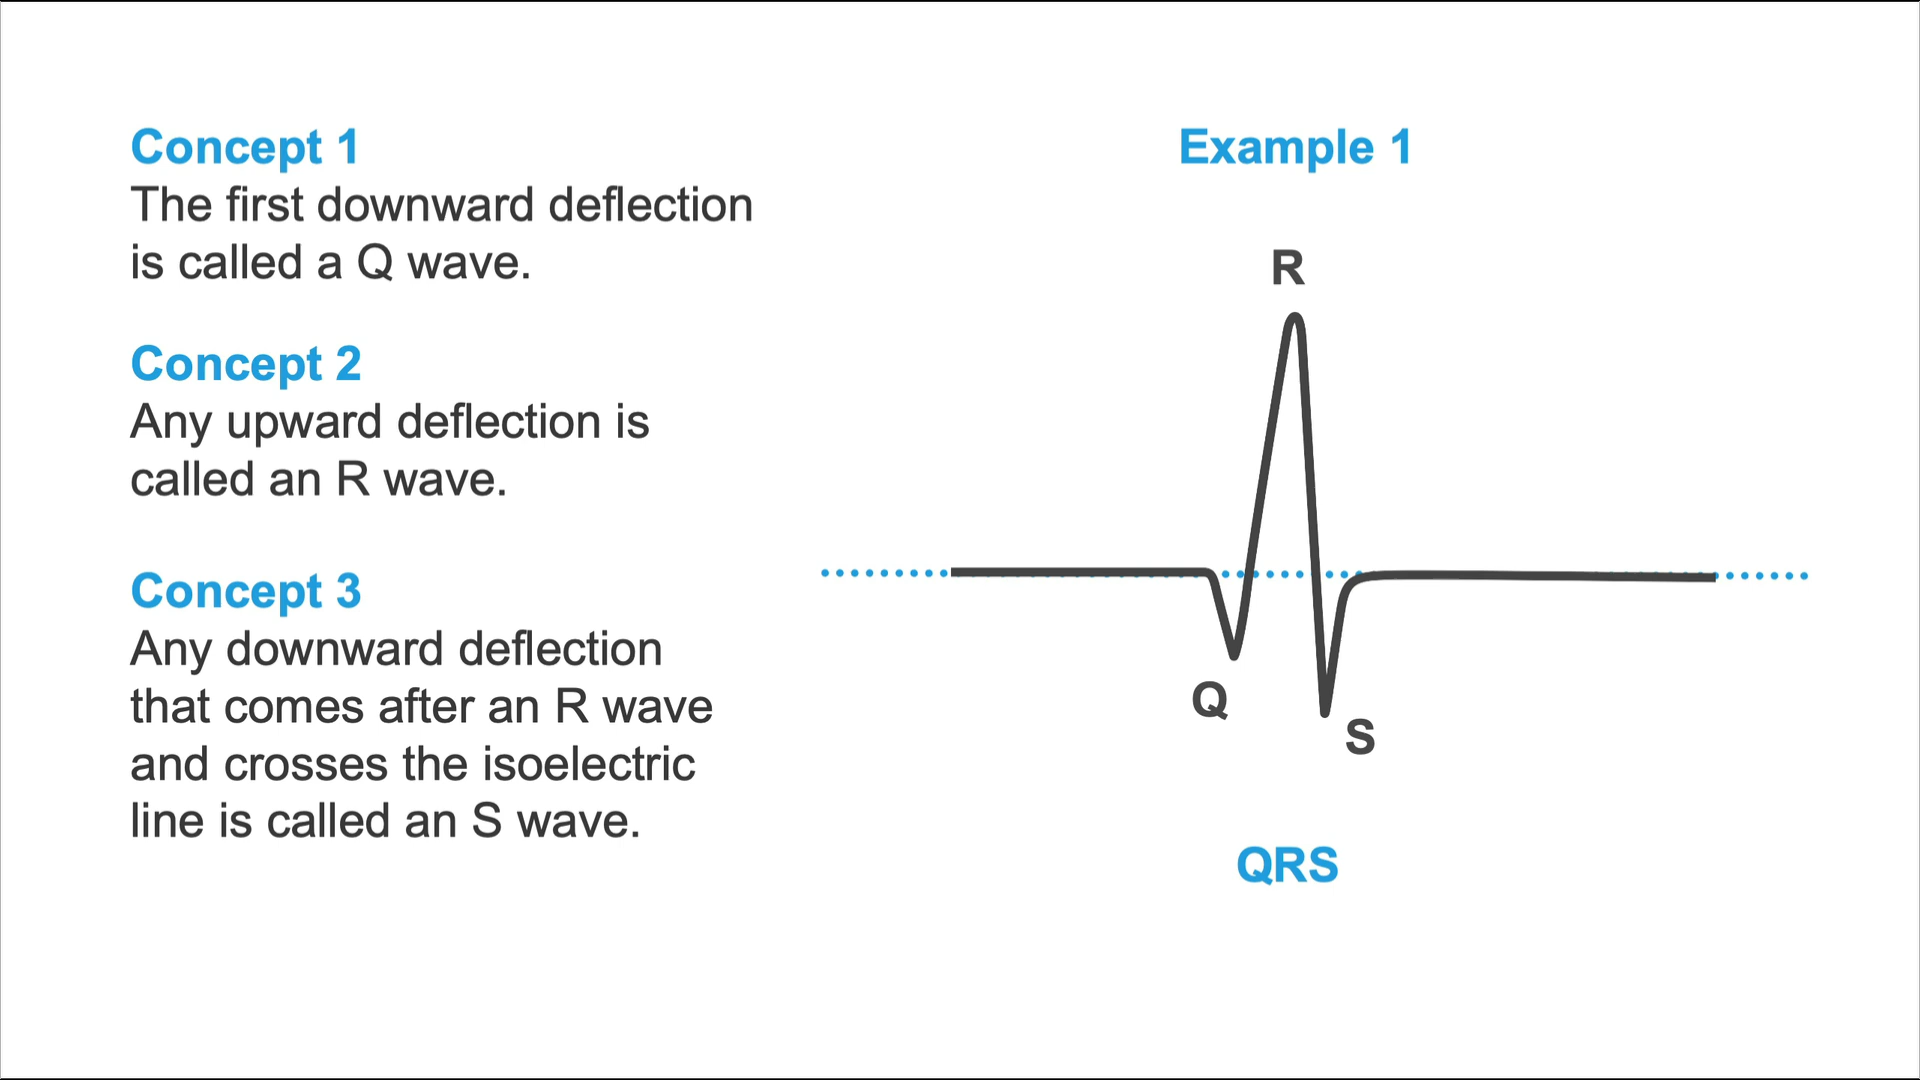 Concept 1
The first downward deflection
is called a Q wave.
Concept 2
Any upward deflection is
called an R wave.
Concept 3
Any downward deflection
that comes after an R wave
and crosses the isoelectric
line is called an S wave.
Example 1
R
Q
S
QRS